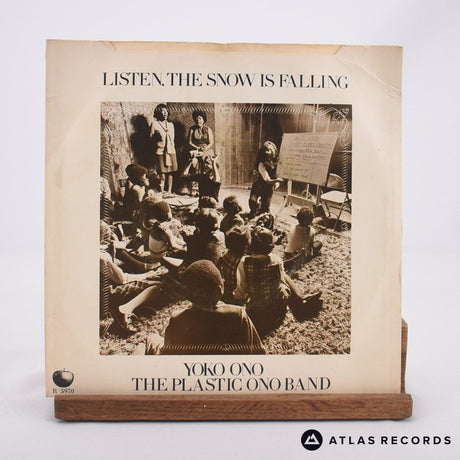 LISTEN, THE SNOW IS FALLING
YOKO ONO
THE PLASTIC ONO BAND
R 5970
ATLAS RECORDS